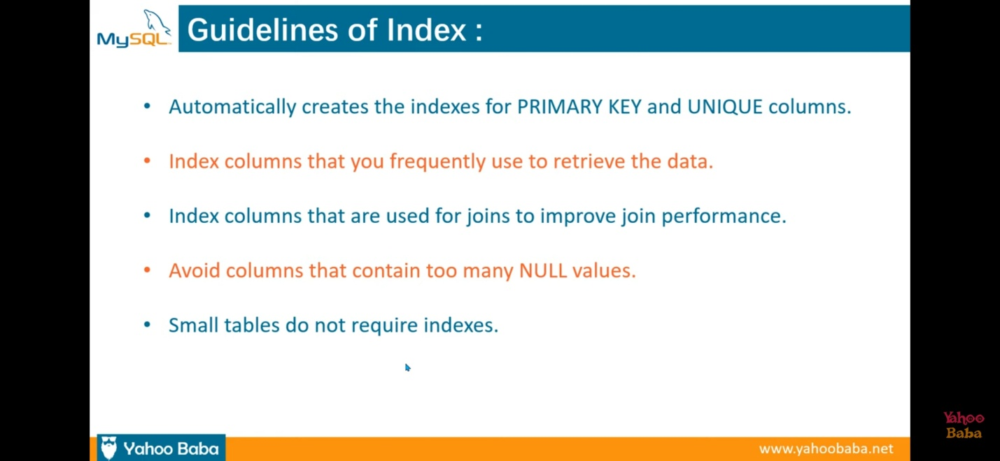 MySQL
Guidelines of Index :
• Automatically creates the indexes for PRIMARY KEY and UNIQUE columns.
• Index columns that you frequently use to retrieve the data.
• Index columns that are used for joins to improve join performance.
• Avoid columns that contain too many NULL values.
• Small tables do not require indexes.
Yahoo
Baba
Yahoo Baba
www.yahoobaba.net